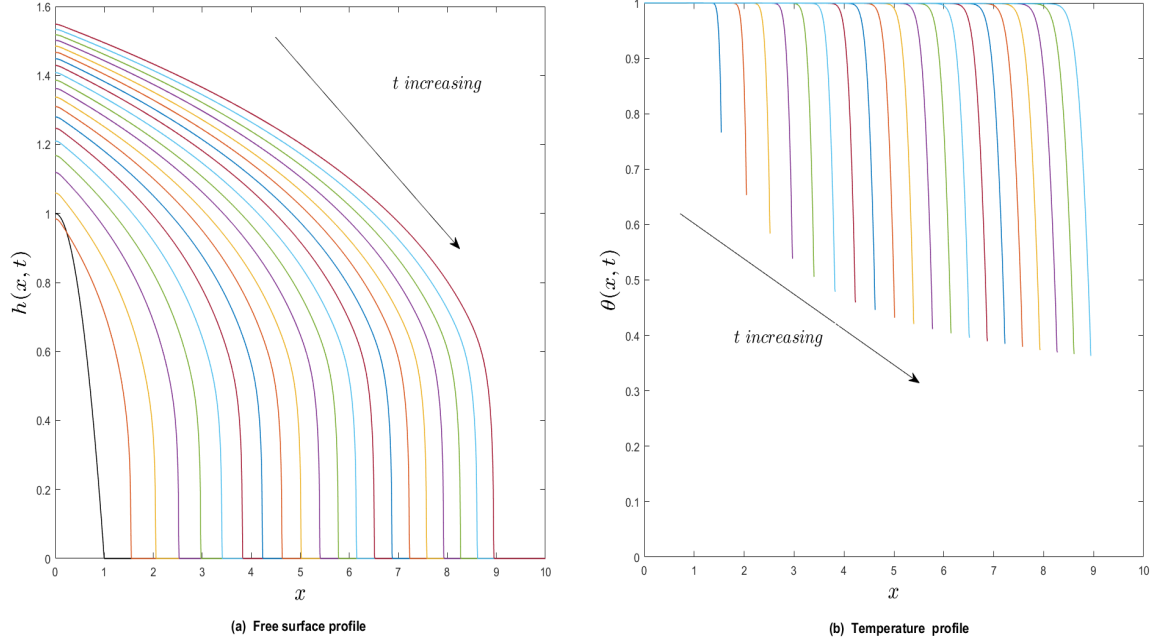 1.6
1.4
1.2
1
0.8
0.6
0.4
0.2
0
h(x, t)
t increasing
0 1 2 3 4 5 6 7 8 9 10
x
(a) Free surface profile
1
0.9
0.8
0.7
0.6
0.5
0.4
0.3
0.2
0.1
0
θ(x, t)
t increasing
0 1 2 3 4 5 6 7 8 9 10
x
(b) Temperature profile